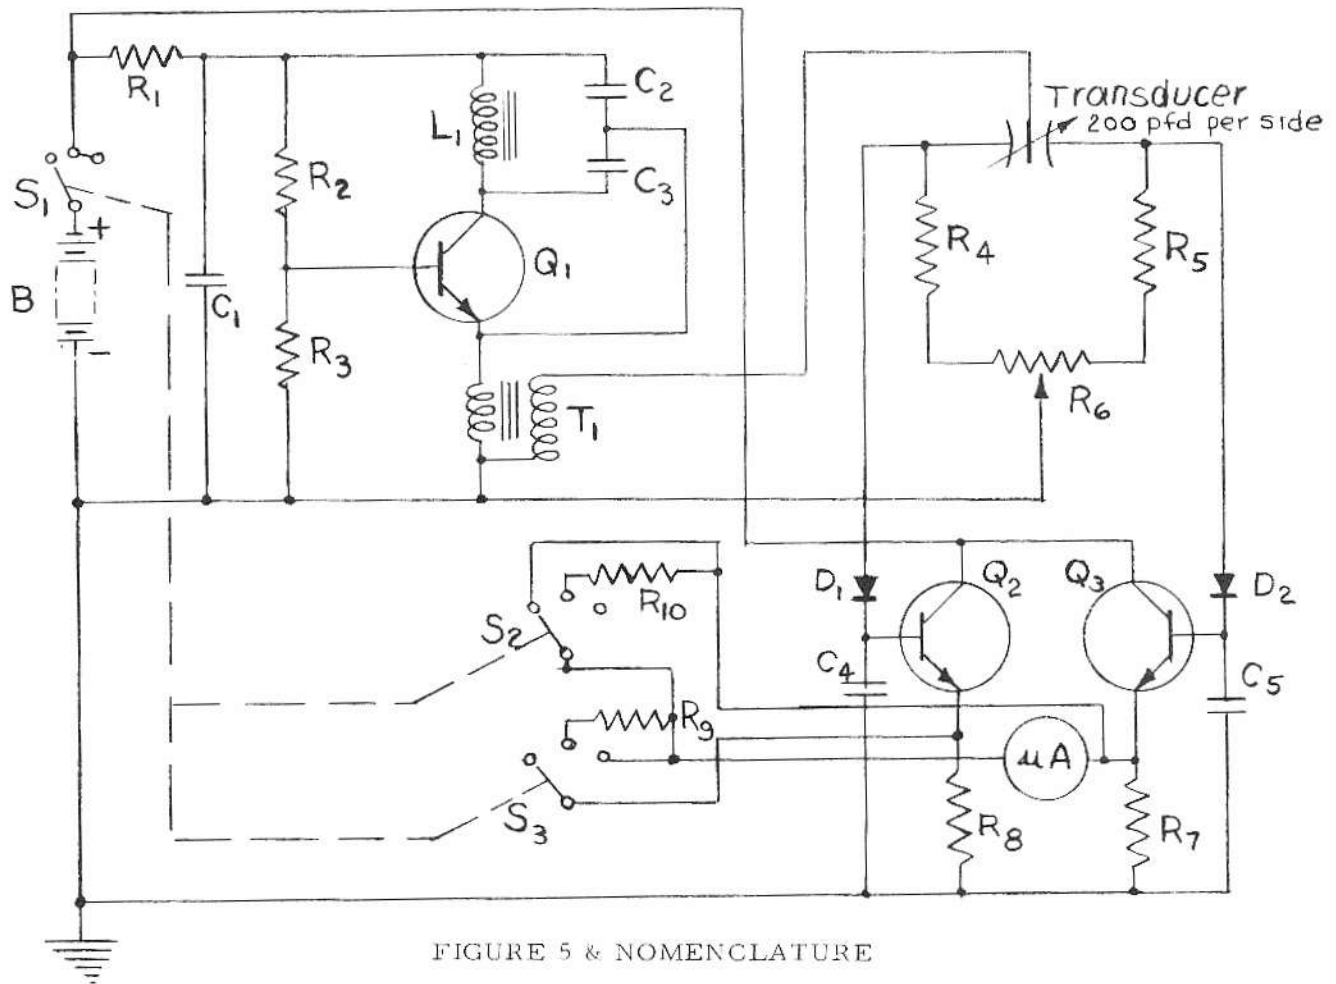 R1
C2
L1
C3
Transducer
200 pfd per side
S1
R2
+
B
C1
Q1
R4
R5
-
R3
T1
R6
D1
Q2
Q3
D2
R10
S2
C4
C5
R9
μA
S3
R8
R7
FIGURE 5 & NOMENCLATURE